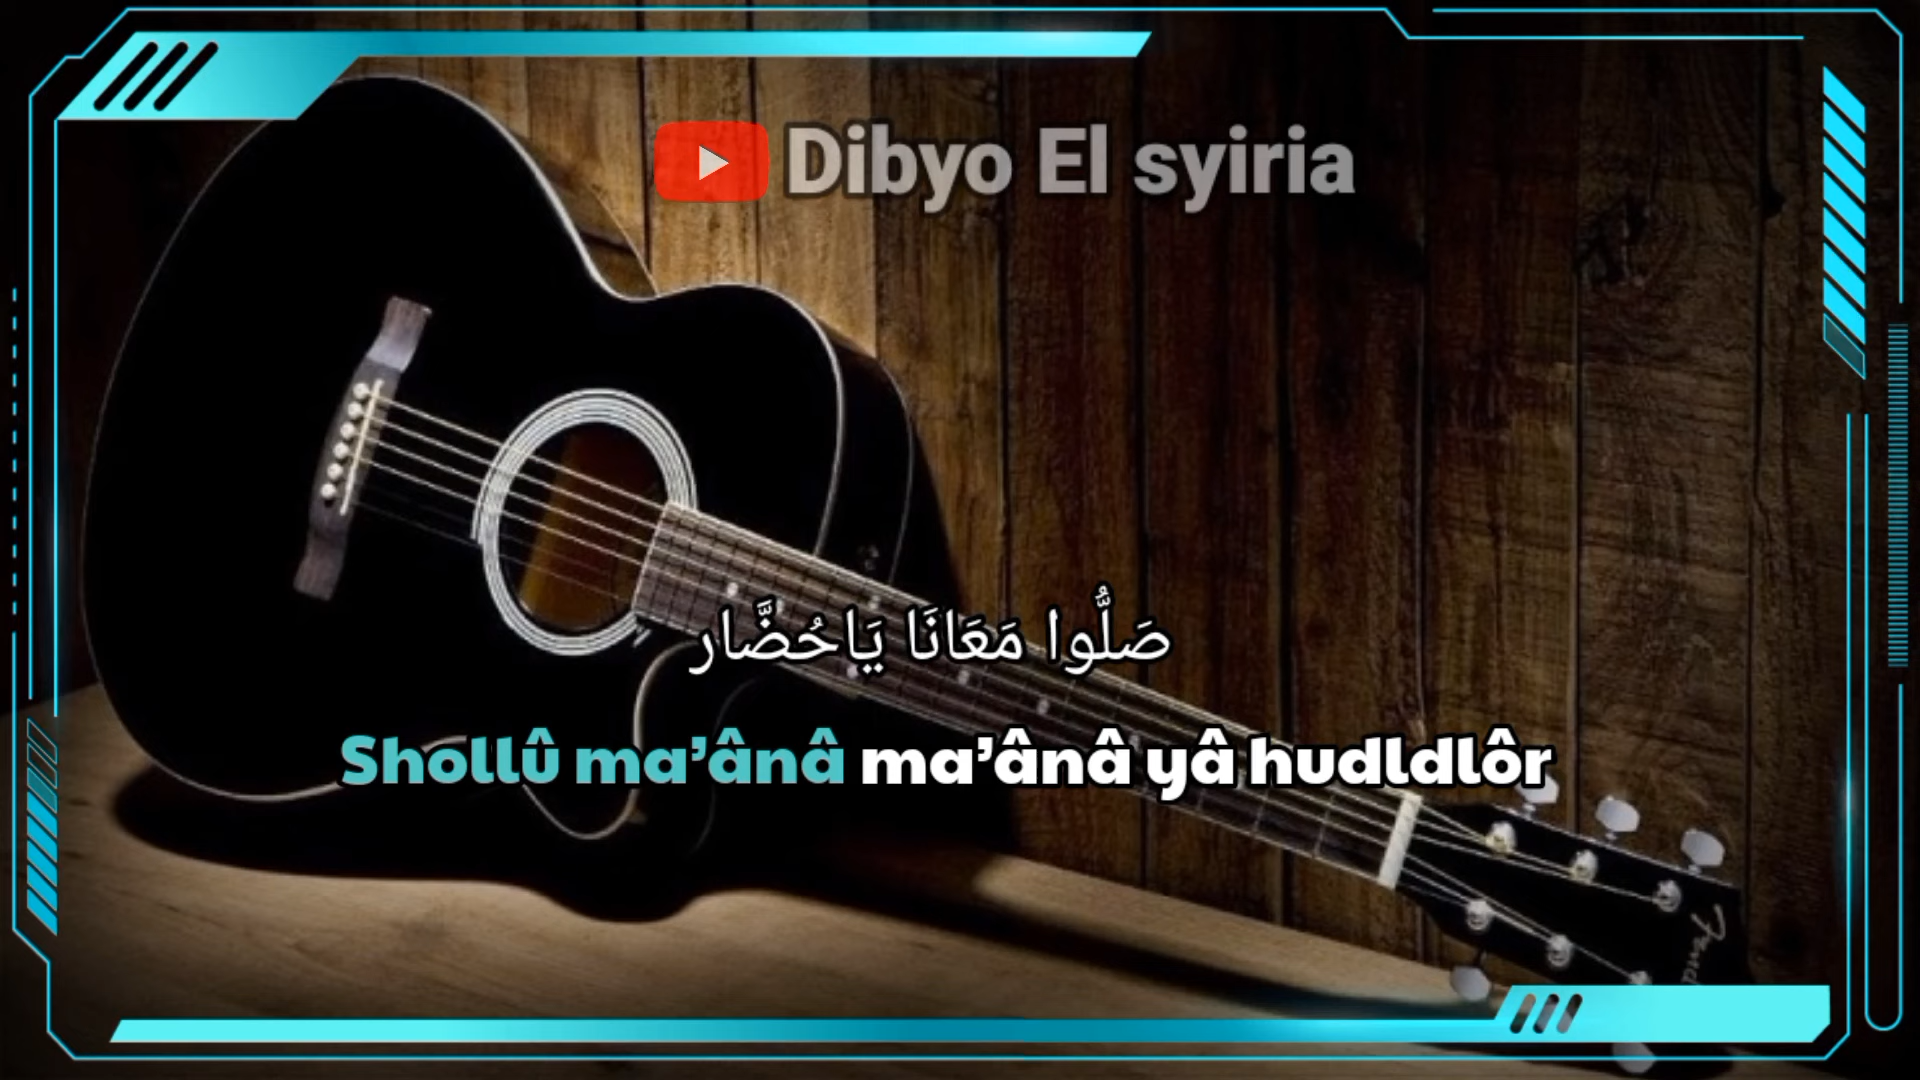 Dibyo El syiria
صَلُّوا مَعَانَا يَاحُضَّار
Shollû ma’ânâ ma’ânâ yâ hudldlôr